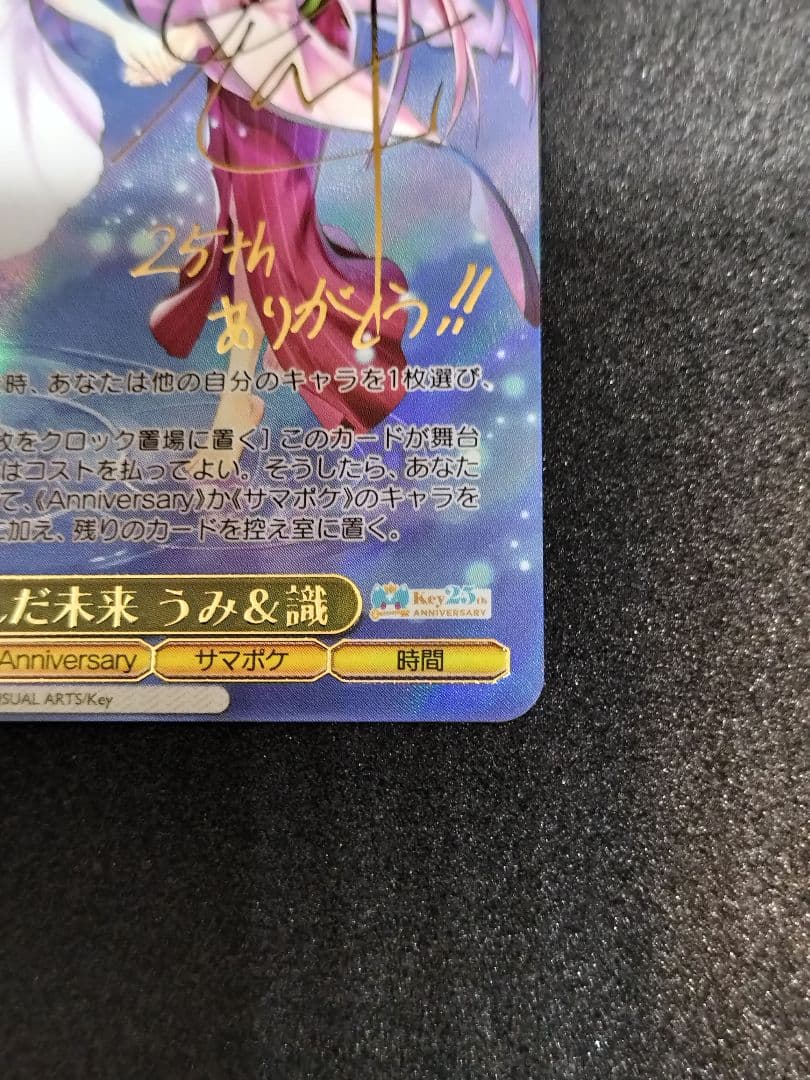 25th
ありがとう!!
時、あなたは他の自分のキャラを1枚選び、
枚をクロック置場に置く] このカードが舞台
はコストを払ってよい。そうしたら、あなた
て、《Anniversary》か《サマポケ》のキャラを
に加え、残りのカードを控え室に置く。
んだ未来 うみ&識
Key 25th
ANNIVERSARY
Anniversary サマポケ 時間
ISUAL ARTS/Key